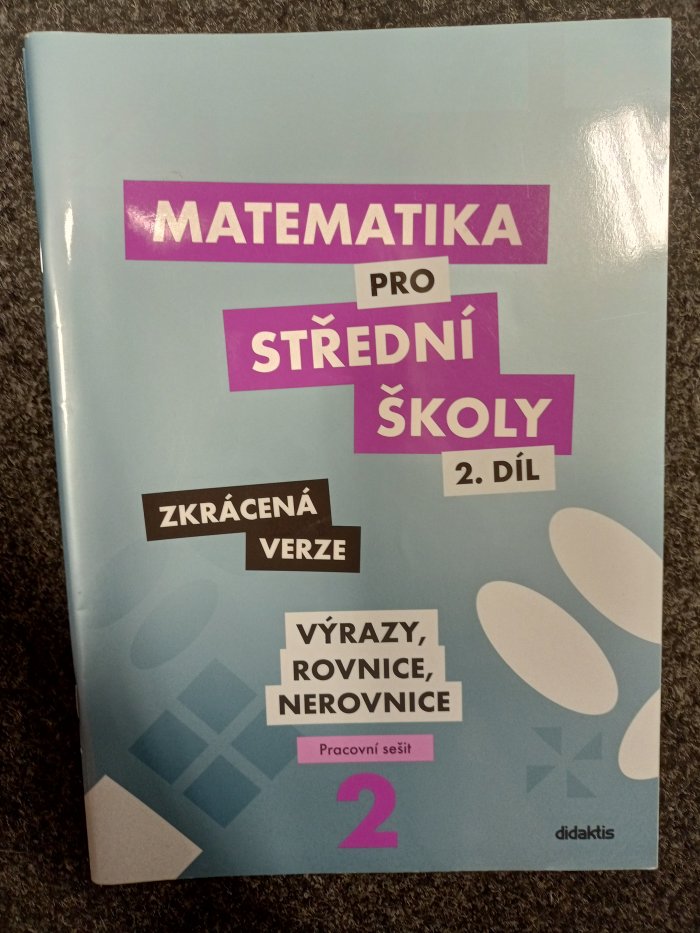 MATEMATIKA
PRO
STŘEDNÍ
ŠKOLY
2. DÍL
ZKRÁCENÁ
VERZE
VÝRAZY,
ROVNICE,
NEROVNICE
Pracovní sešit
2
didaktis